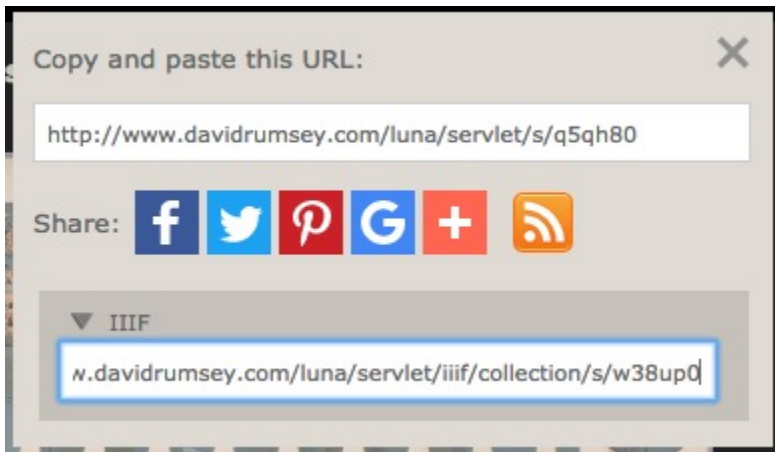 Copy and paste this URL:
http://www.davidrumsey.com/luna/servlet/s/q5qh80
Share:
IIIF
w.davidrumsey.com/luna/servlet/iiif/collection/s/w38up0